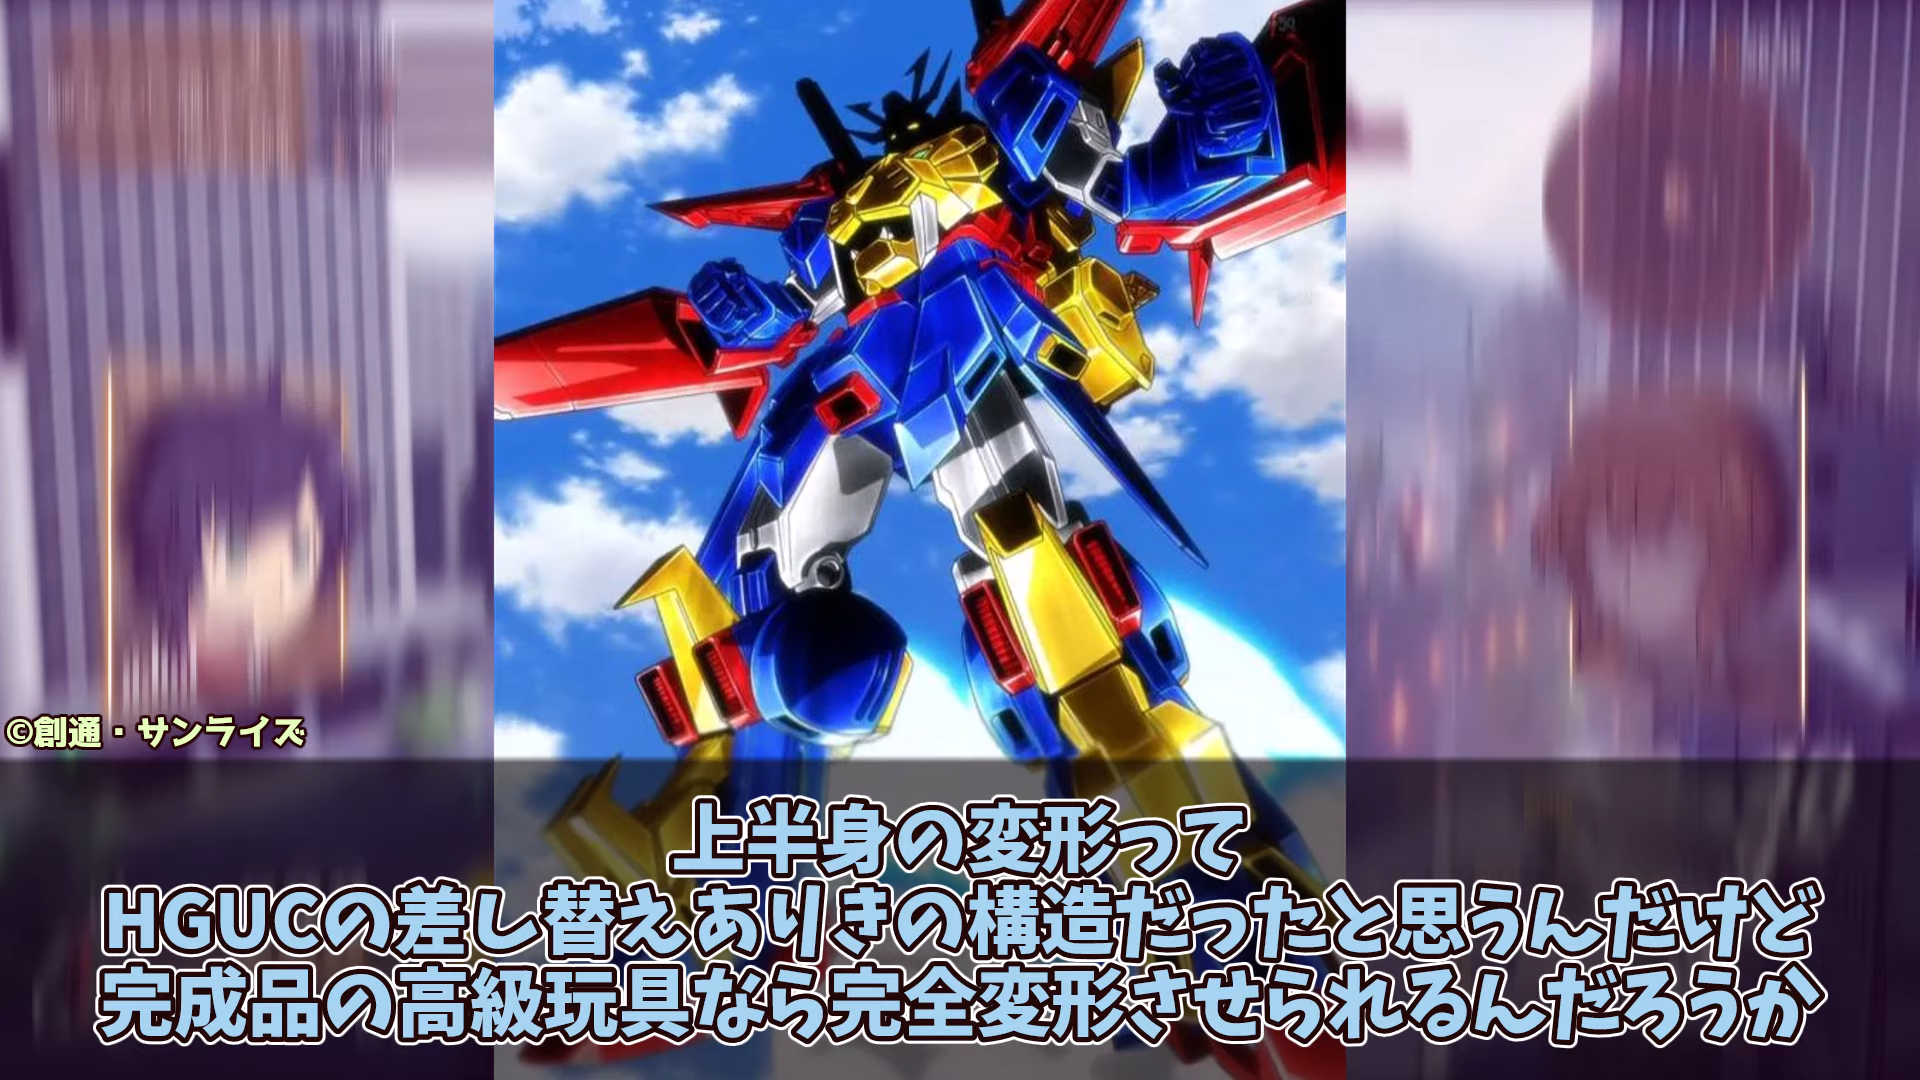 ©創通・サンライズ
上半身の変形って
HGUCの差し替えありきの構造だったと思うんだけど
完成品の高級玩具なら完全変形させられるんだろうか